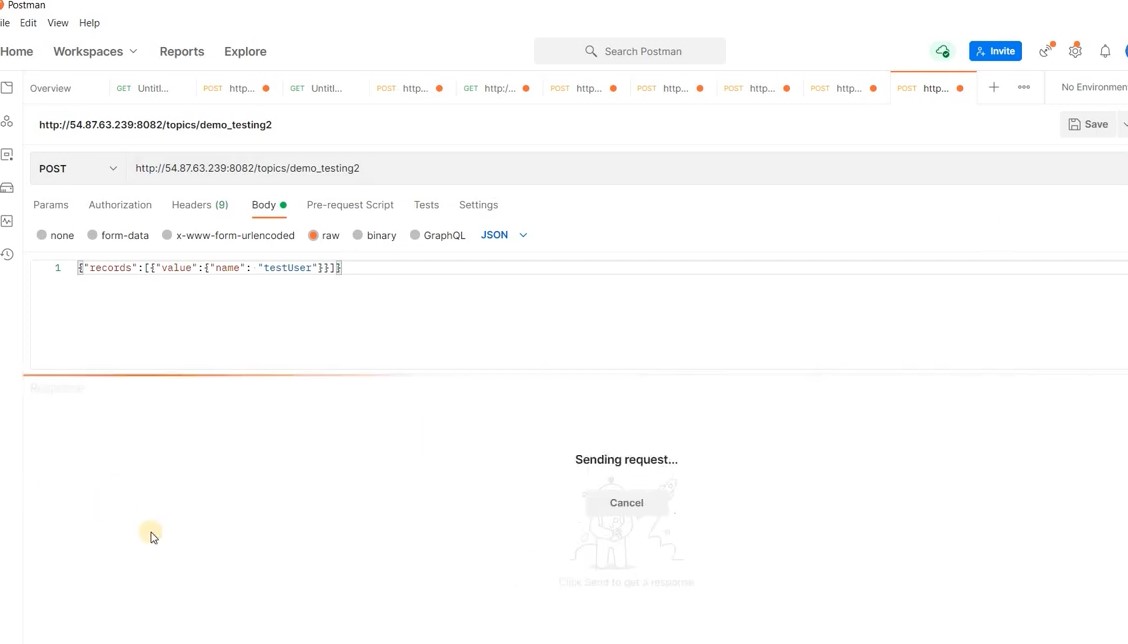 Postman
ile Edit View Help
Home Workspaces Reports Explore Search Postman Invite
Overview GET Untitl... POST http... GET Untitl... POST http... GET http:/... POST http... POST http... POST http... POST http... POST http... No Environmen
http://54.87.63.239:8082/topics/demo_testing2 Save
POST http://54.87.63.239:8082/topics/demo_testing2
Params Authorization Headers (9) Body Pre-request Script Tests Settings
none form-data x-www-form-urlencoded raw binary GraphQL JSON
1 {"records":[{"value":{"name": "testUser"}}]}
Response
Sending request...
Cancel
Click Send to get a response